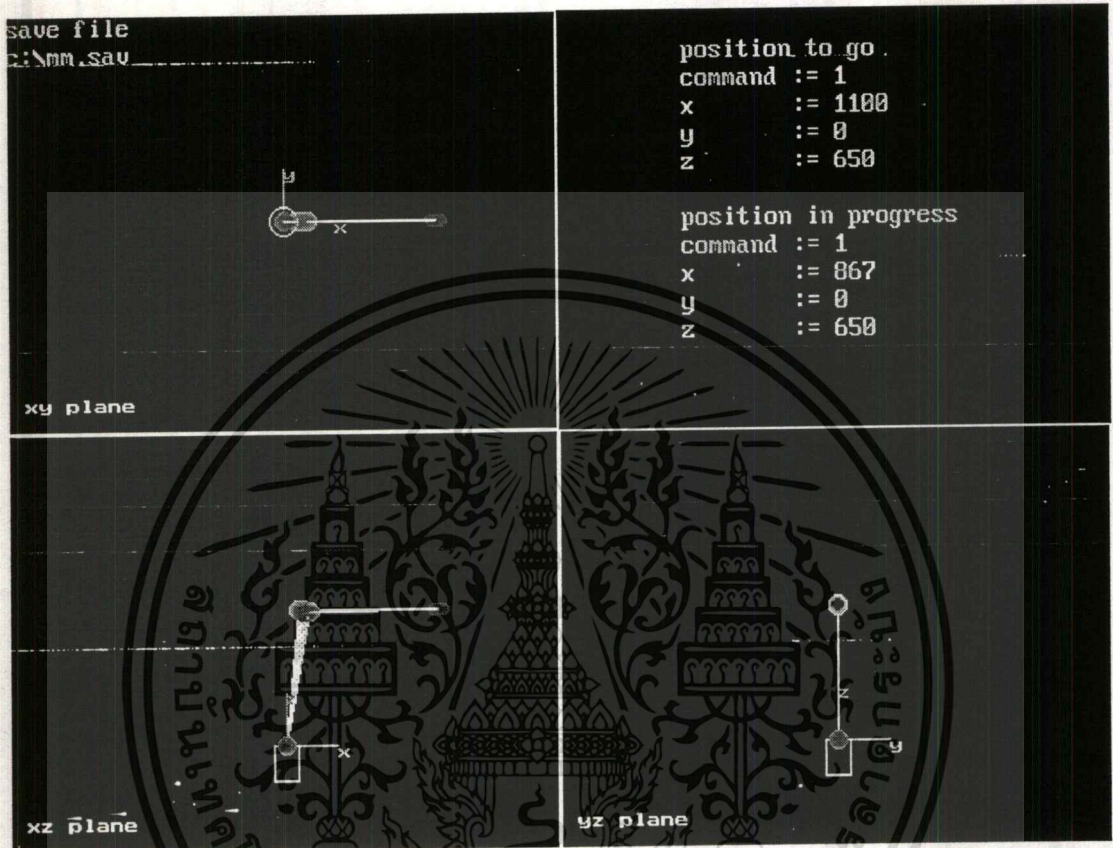 save file
c:\mm.sav
y
x
xy plane
position to go
command := 1
x := 1100
y := 0
z := 650
position in progress
command := 1
x := 867
y := 0
z := 650
x
xz plane
z
y
yz plane